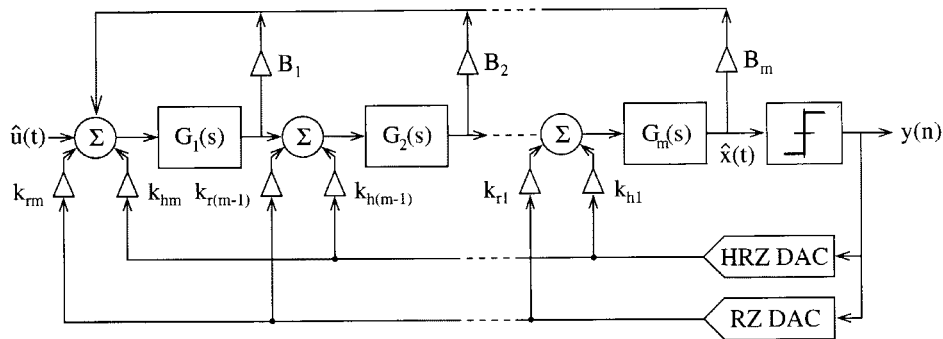 B₁
B₂
Bₘ
û(t)
Σ
G₁(s)
Σ
G₂(s)
Σ
Gₘ(s)
x̂(t)
y(n)
kᵣₘ
kₕₘ
kᵣ₍ₘ₋₁₎
kₕ₍ₘ₋₁₎
kᵣ₁
kₕ₁
HRZ DAC
RZ DAC